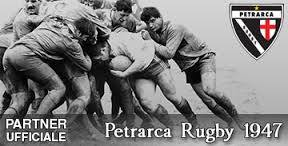 PETRARCA
PARTNER
UFFICIALE
Petrarca Rugby 1947